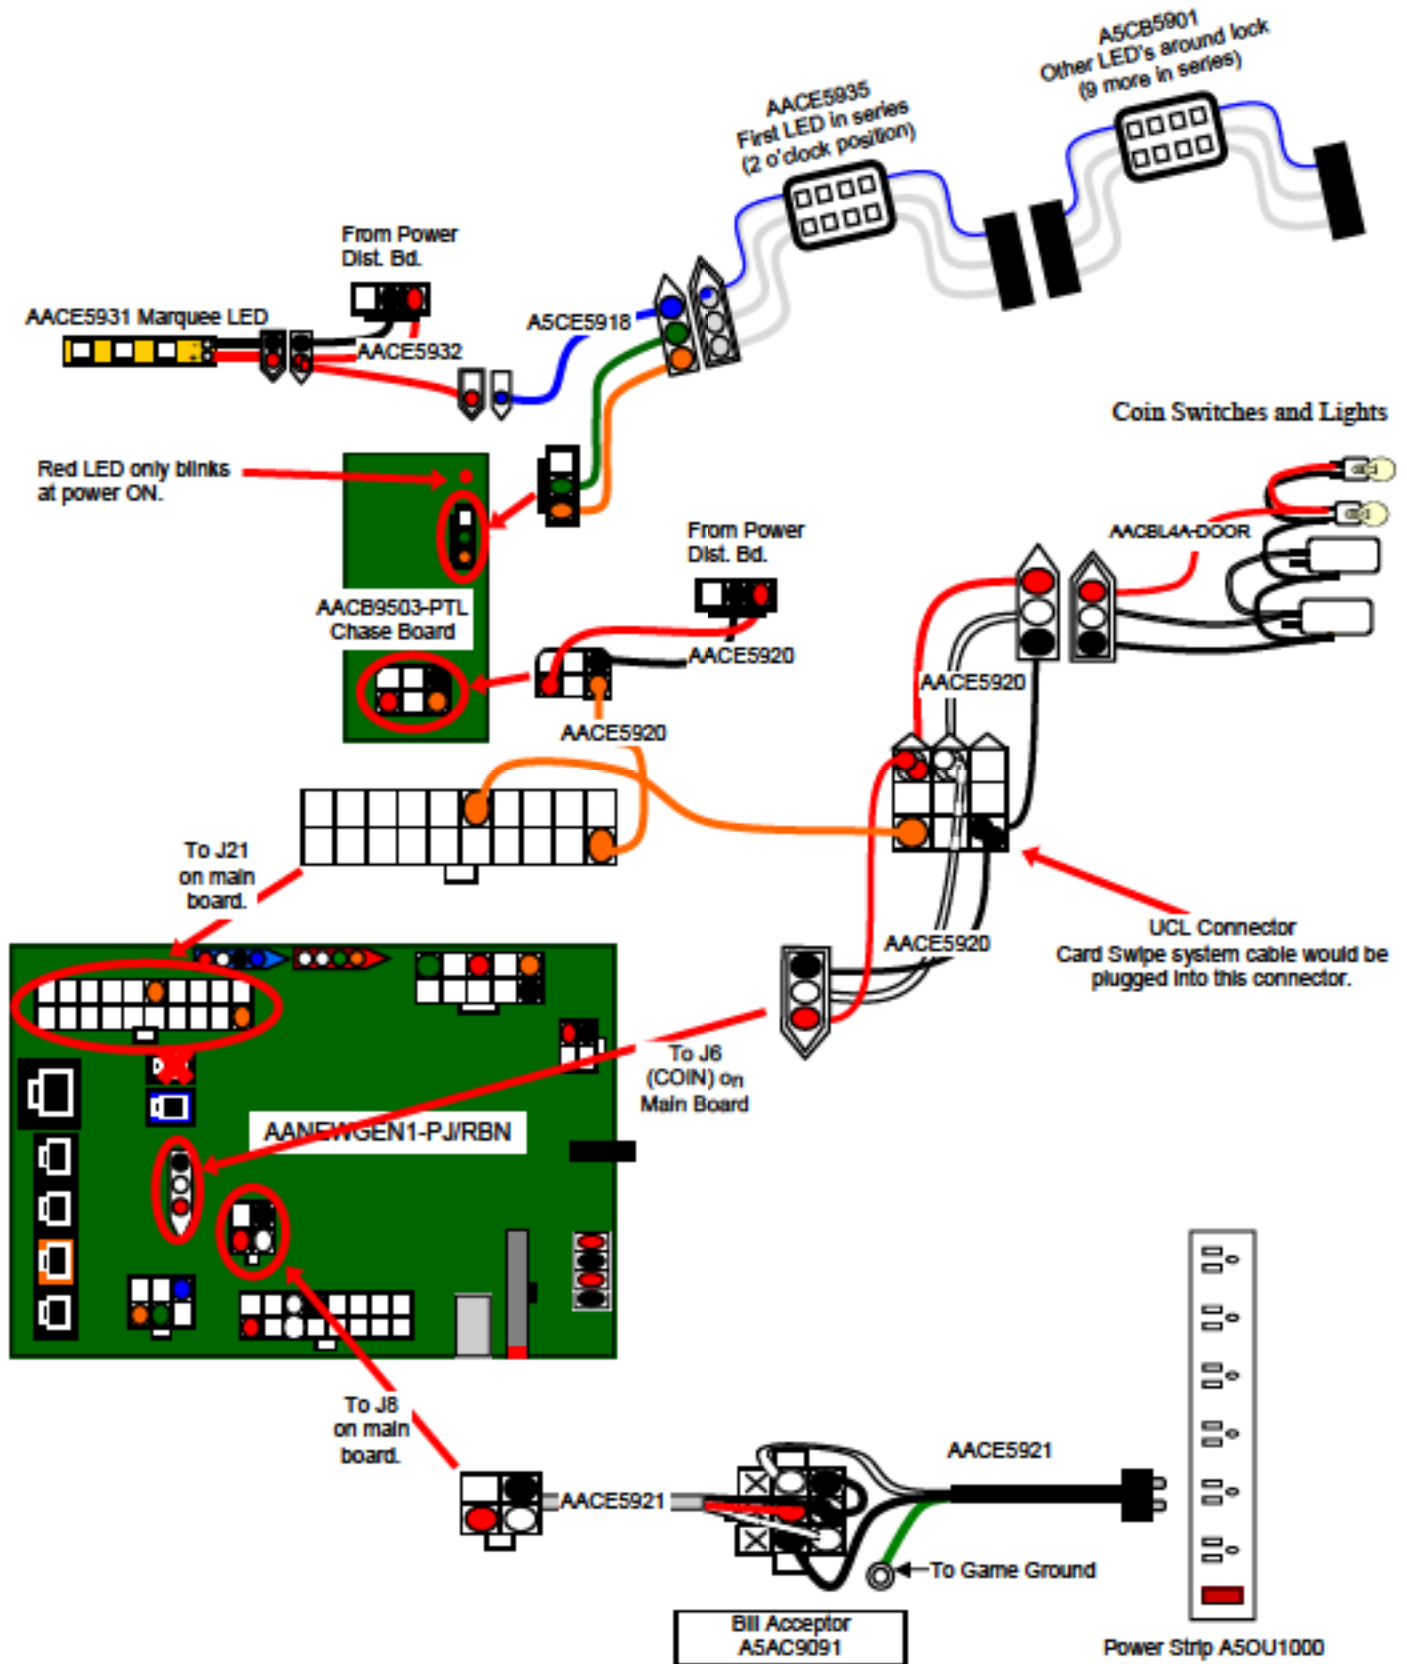 A5CB5901
Other LED's around lock
(9 more in series)
AACE5935
First LED in series
(2 o'clock position)
From Power
Dist. Bd.
AACE5931 Marquee LED
A5CE5918
AACE5932
Coin Switches and Lights
Red LED only blinks
at power ON.
From Power
Dist. Bd.
AACBL4A-DOOR
AACB9503-PTL
Chase Board
AACE5920
AACE5920
AACE5920
To J21
on main
board.
UCL Connector
Card Swipe system cable would be
plugged into this connector.
AACE5920
To J6
(COIN) on
Main Board
AANEWGEN1-PJ/RBN
To J8
on main
board.
AACE5921
AACE5921
To Game Ground
Bill Acceptor
A5AC9091
Power Strip A5OU1000